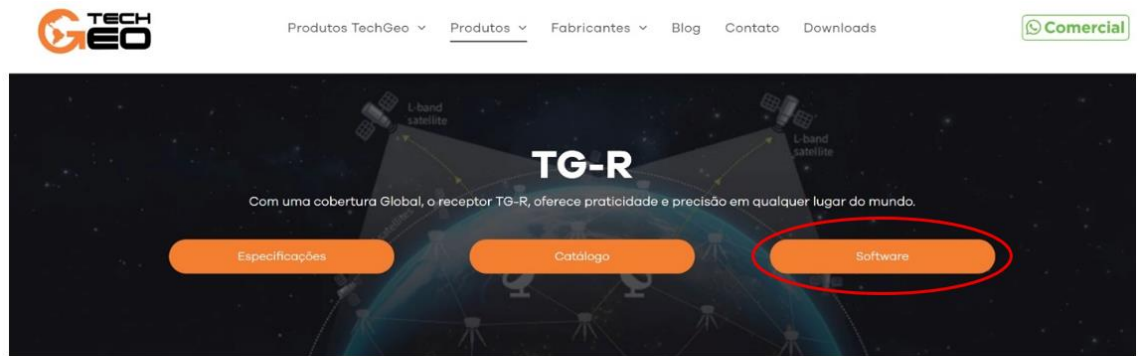 TECH
GEO
Produtos TechGeo Produtos Fabricantes Blog Contato Downloads
Comercial
L-band
satellite
L-band
satellite
TG-R
Com uma cobertura Global, o receptor TG-R, oferece praticidade e precisão em qualquer lugar do mundo.
Especificações Catálogo Software